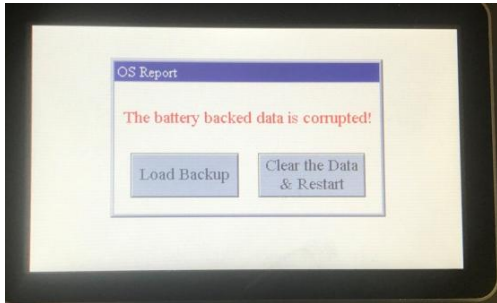 OS Report
The battery backed data is corrupted!
Load Backup
Clear the Data
& Restart